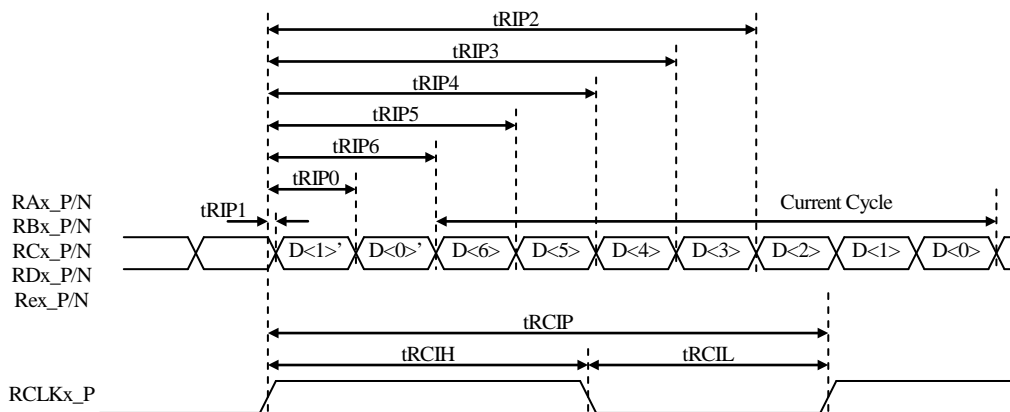 tRIP2
tRIP3
tRIP4
tRIP5
tRIP6
tRIP0
tRIP1
Current Cycle
RAx_P/N
RBx_P/N
RCx_P/N
RDx_P/N
Rex_P/N
D<1>’ D<0>’ D<6> D<5> D<4> D<3> D<2> D<1> D<0>
tRCIP
tRCIH tRCIL
RCLKx_P